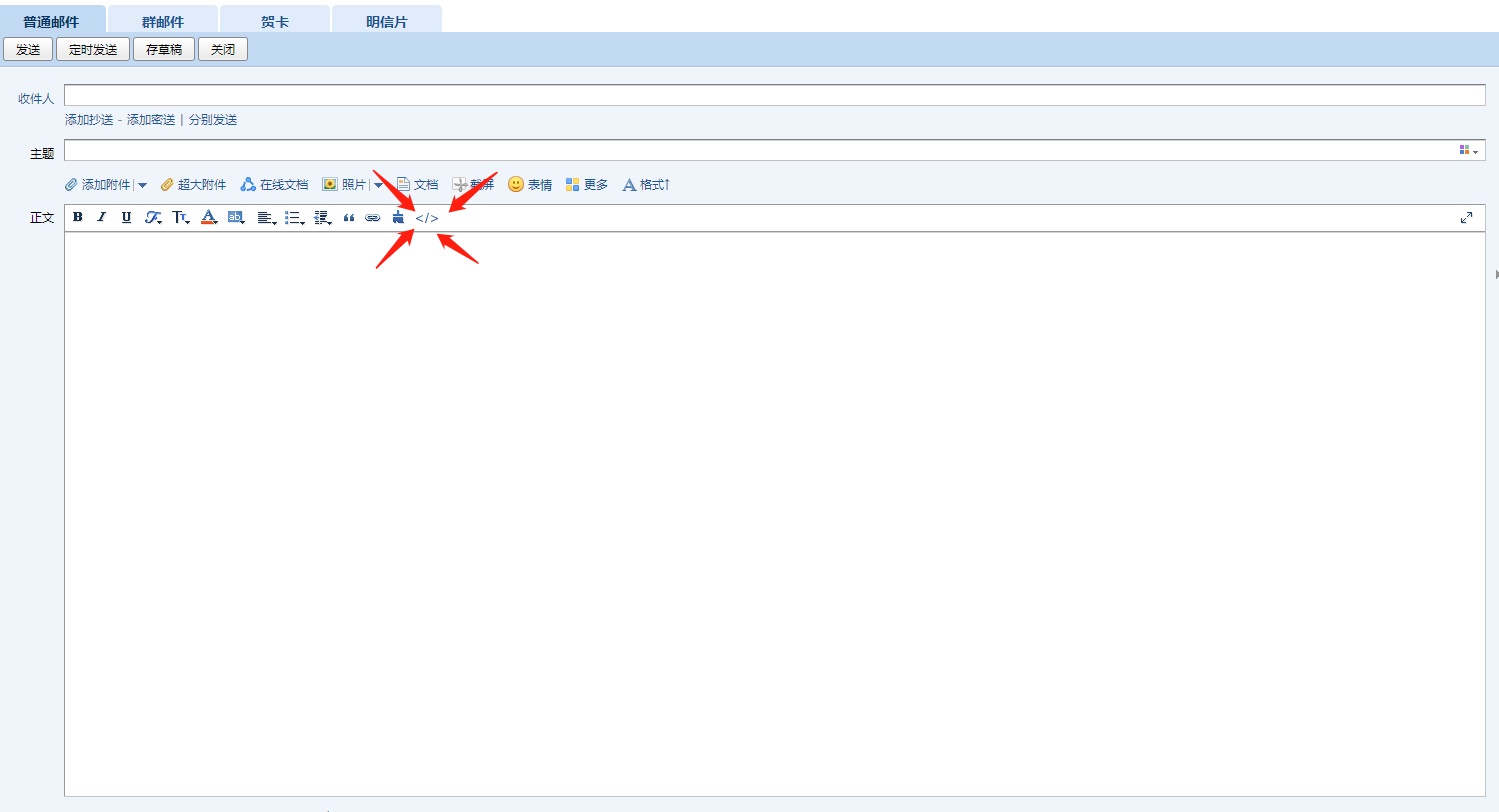 普通邮件 群邮件 贺卡 明信片
发送 定时发送 存草稿 关闭
收件人
添加抄送 - 添加密送 | 分别发送
主题
添加附件 | 超大附件 在线文档 照片 | 文档 截屏 表情 更多 格式↑
正文 B I U </>